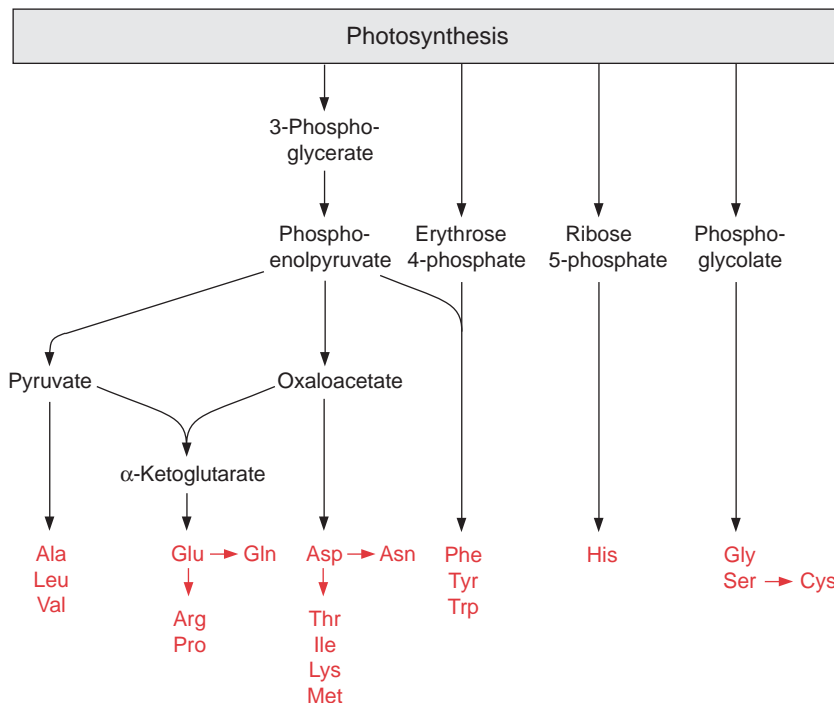 Photosynthesis
3-Phospho-
glycerate
Phospho-
enolpyruvate
Erythrose
4-phosphate
Ribose
5-phosphate
Phospho-
glycolate
Pyruvate
Oxaloacetate
α-Ketoglutarate
Ala
Leu
Val
Glu
Gln
Arg
Pro
Asp
Asn
Thr
Ile
Lys
Met
Phe
Tyr
Trp
His
Gly
Ser
Cys